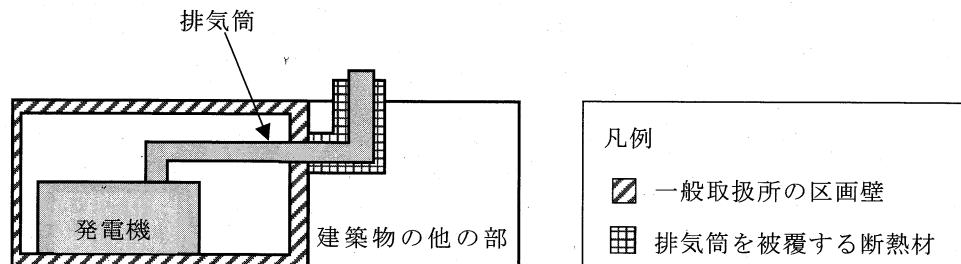 排気筒
発電機
建築物の他の部
凡例
一般取扱所の区画壁
排気筒を被覆する断熱材